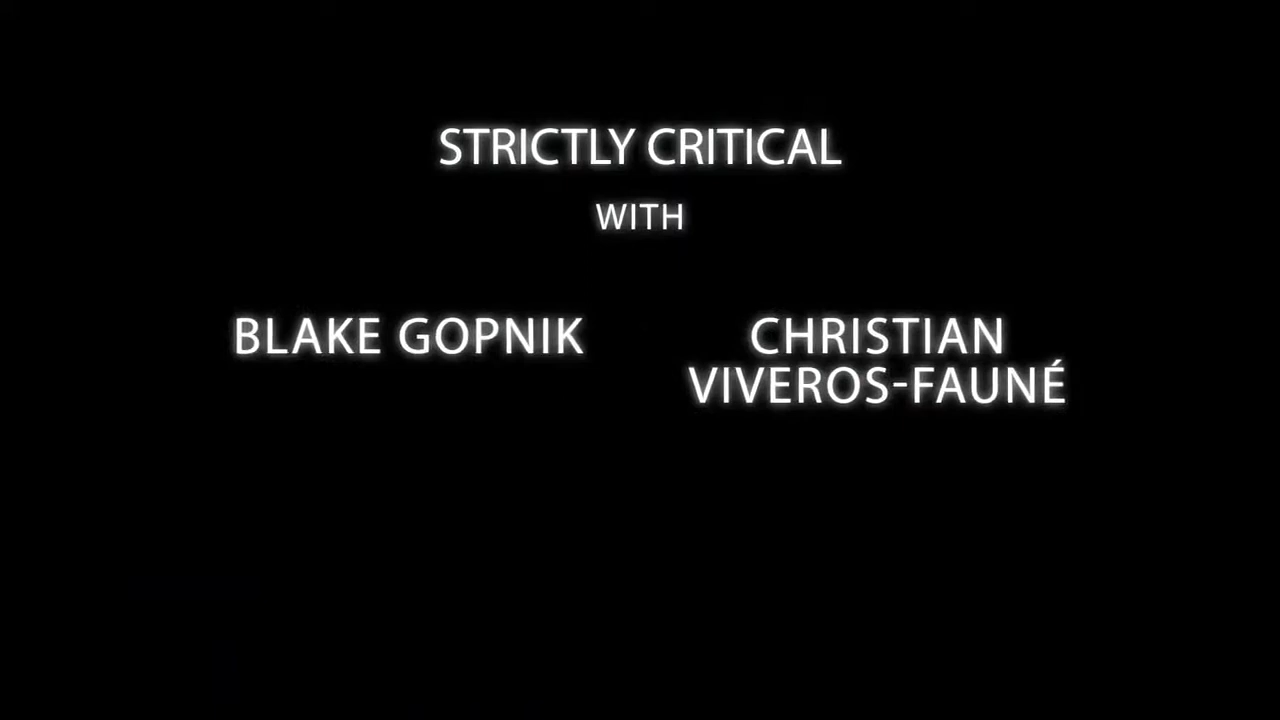 STRICTLY CRITICAL
WITH
BLAKE GOPNIK
CHRISTIAN
VIVEROS-FAUNÉ